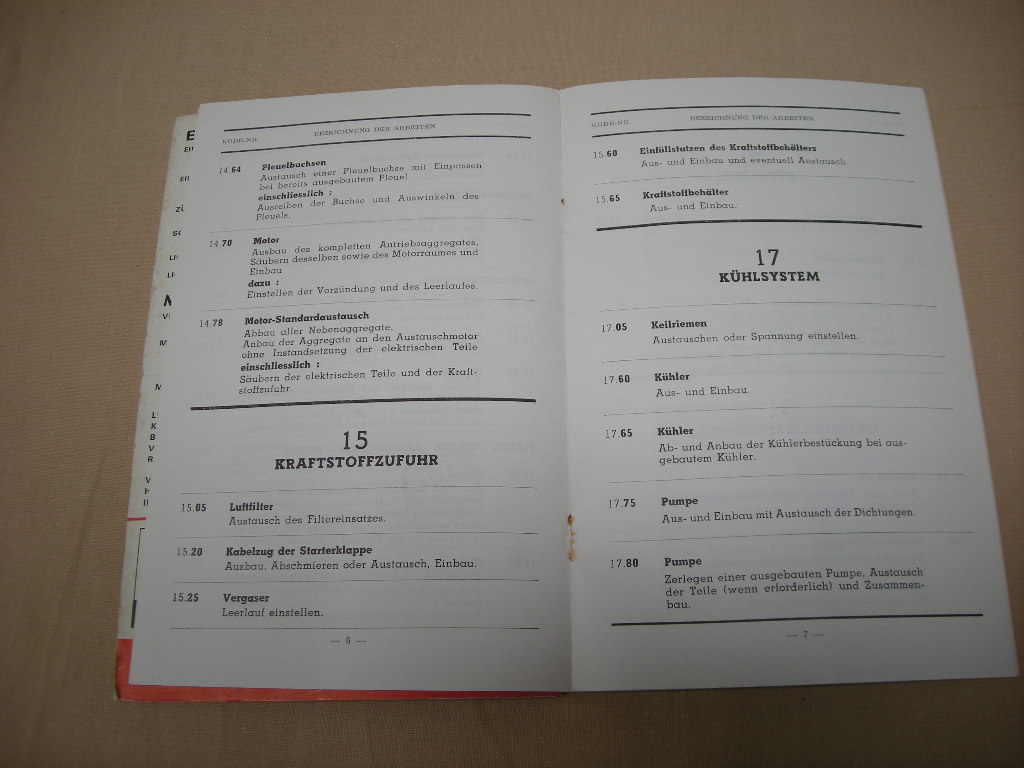 E
EII
EII
ZÜ
SC
LI
LI
M
V
M
M
L
K
B
V
R
V
H
KODE-NR. BEZEICHNUNG DER ARBEITEN
14.64 Pleuelbuchsen
Austausch einer Pleuelbuchse mit Einpassen
bei bereits ausgebautem Pleuel
einschliesslich :
Ausreiben der Buchse und Auswinkeln des
Pleuels.
14.70 Motor
Ausbau des kompletten Antriebsaggregates,
Säubern desselben sowie des Motorraumes und
Einbau
dazu :
Einstellen der Vorzündung und des Leerlaufes.
14.78 Motor-Standardaustausch
Abbau aller Nebenaggregate.
Anbau der Aggregate an den Austauschmotor
ohne Instandsetzung der elektrischen Teile
einschliesslich :
Säubern der elektrischen Teile und der Kraft-
stoffzufuhr.
15
KRAFTSTOFFZUFUHR
15.05 Luftfilter
Austausch des Filtereinsatzes.
15.20 Kabelzug der Starterklappe
Ausbau, Abschmieren oder Austausch, Einbau.
15.25 Vergaser
Leerlauf einstellen.
— 6 —
KODE-NR. BEZEICHNUNG DER ARBEITEN
15.60 Einfüllstutzen des Kraftstoffbehälters
Aus- und Einbau und eventuell Austausch.
15.65 Kraftstoffbehälter
Aus- und Einbau.
17
KÜHLSYSTEM
17.05 Keilriemen
Austauschen oder Spannung einstellen.
17.60 Kühler
Aus- und Einbau.
17.65 Kühler
Ab- und Anbau der Kühlerbestückung bei aus-
gebautem Kühler.
17.75 Pumpe
Aus- und Einbau mit Austausch der Dichtungen.
17.80 Pumpe
Zerlegen einer ausgebauten Pumpe, Austausch
der Teile (wenn erforderlich) und Zusammen-
bau.
— 7 —